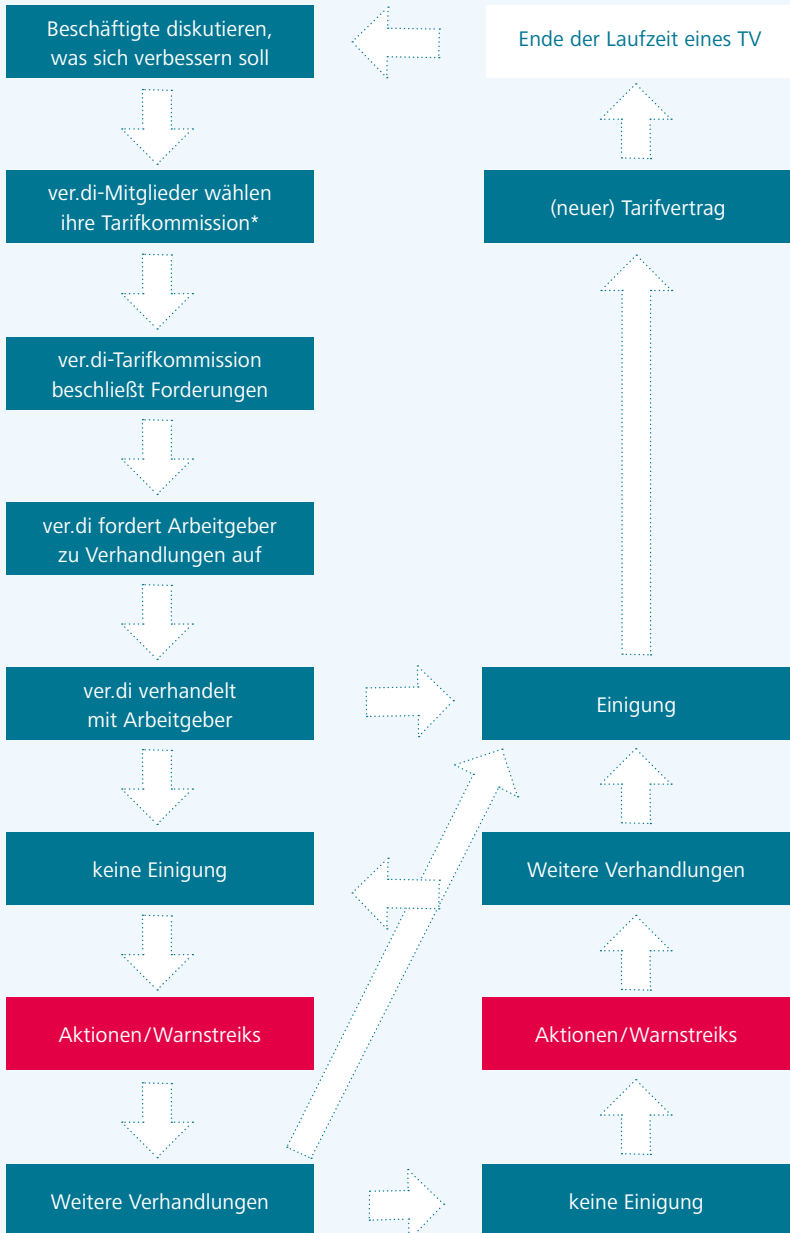 Beschäftigte diskutieren,
was sich verbessern soll
Ende der Laufzeit eines TV
ver.di-Mitglieder wählen
ihre Tarifkommission*
(neuer) Tarifvertrag
ver.di-Tarifkommission
beschließt Forderungen
ver.di fordert Arbeitgeber
zu Verhandlungen auf
ver.di verhandelt
mit Arbeitgeber
Einigung
keine Einigung
Weitere Verhandlungen
Aktionen/Warnstreiks
Aktionen/Warnstreiks
Weitere Verhandlungen
keine Einigung